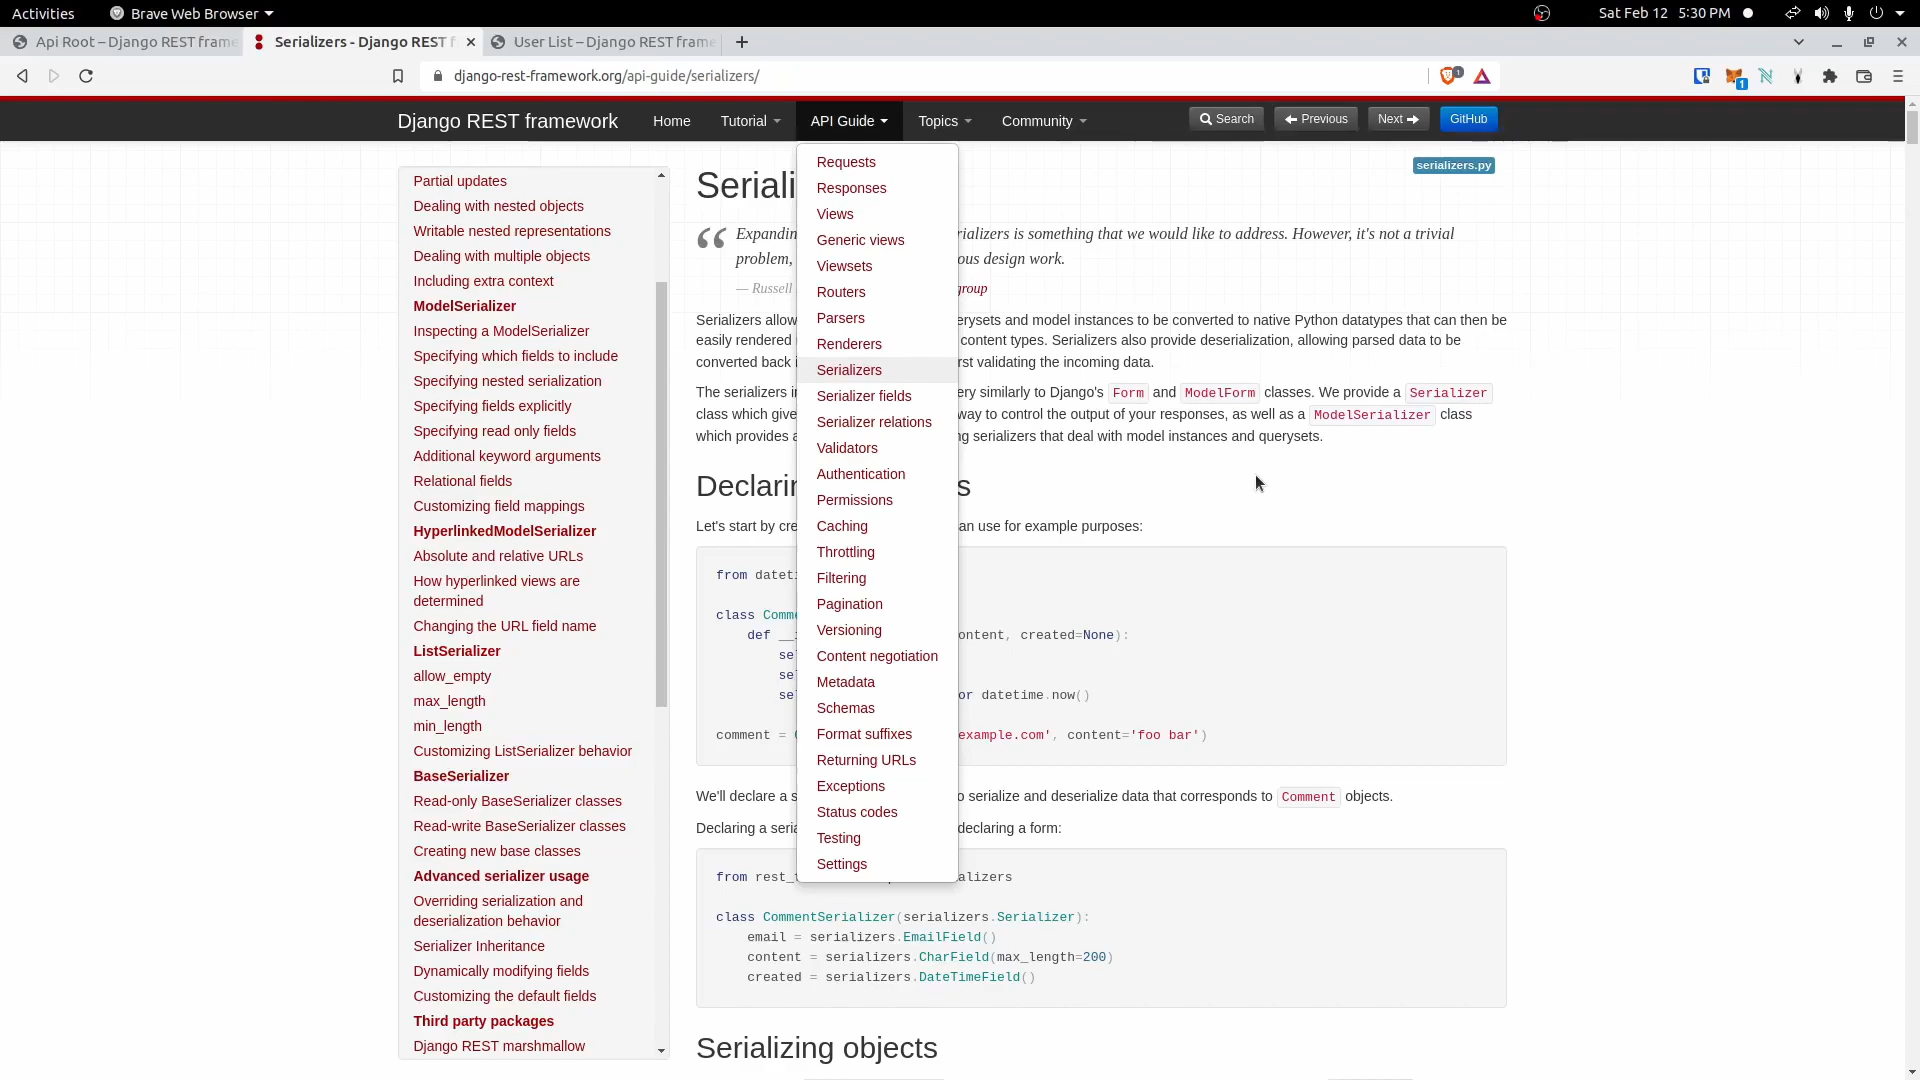 Activities
Brave Web Browser
Sat Feb 12 5:30 PM
Api Root – Django REST frame
Serializers - Django REST f
User List – Django REST frame
django-rest-framework.org/api-guide/serializers/
1
1
Django REST framework
Home
Tutorial
API Guide
Topics
Community
Search
Previous
Next
GitHub
Partial updates
Dealing with nested objects
Writable nested representations
Dealing with multiple objects
Including extra context
ModelSerializer
Inspecting a ModelSerializer
Specifying which fields to include
Specifying nested serialization
Specifying fields explicitly
Specifying read only fields
Additional keyword arguments
Relational fields
Customizing field mappings
HyperlinkedModelSerializer
Absolute and relative URLs
How hyperlinked views are
determined
Changing the URL field name
ListSerializer
allow_empty
max_length
min_length
Customizing ListSerializer behavior
BaseSerializer
Read-only BaseSerializer classes
Read-write BaseSerializer classes
Creating new base classes
Advanced serializer usage
Overriding serialization and
deserialization behavior
Serializer Inheritance
Dynamically modifying fields
Customizing the default fields
Third party packages
Django REST marshmallow
Requests
Responses
Views
Generic views
Viewsets
Routers
Parsers
Renderers
Serializers
Serializer fields
Serializer relations
Validators
Authentication
Permissions
Caching
Throttling
Filtering
Pagination
Versioning
Content negotiation
Metadata
Schemas
Format suffixes
Returning URLs
Exceptions
Status codes
Testing
Settings
serializers.py
Seriali
“ Expandin rializers is something that we would like to address. However, it's not a trivial
problem, ous design work.
— Russell group
Serializers allow erysets and model instances to be converted to native Python datatypes that can then be
easily rendered content types. Serializers also provide deserialization, allowing parsed data to be
converted back i rst validating the incoming data.
The serializers i ery similarly to Django's Form and ModelForm classes. We provide a Serializer
class which give way to control the output of your responses, as well as a ModelSerializer class
which provides a ng serializers that deal with model instances and querysets.
Declarin s
Let's start by cre an use for example purposes:
from dateti
class Comme
def __i ontent, created=None):
sel
sel
sel or datetime.now()
comment = example.com', content='foo bar')
We'll declare a s o serialize and deserialize data that corresponds to Comment objects.
Declaring a seria declaring a form:
from rest_ alizers
class CommentSerializer(serializers.Serializer):
email = serializers.EmailField()
content = serializers.CharField(max_length=200)
created = serializers.DateTimeField()
Serializing objects